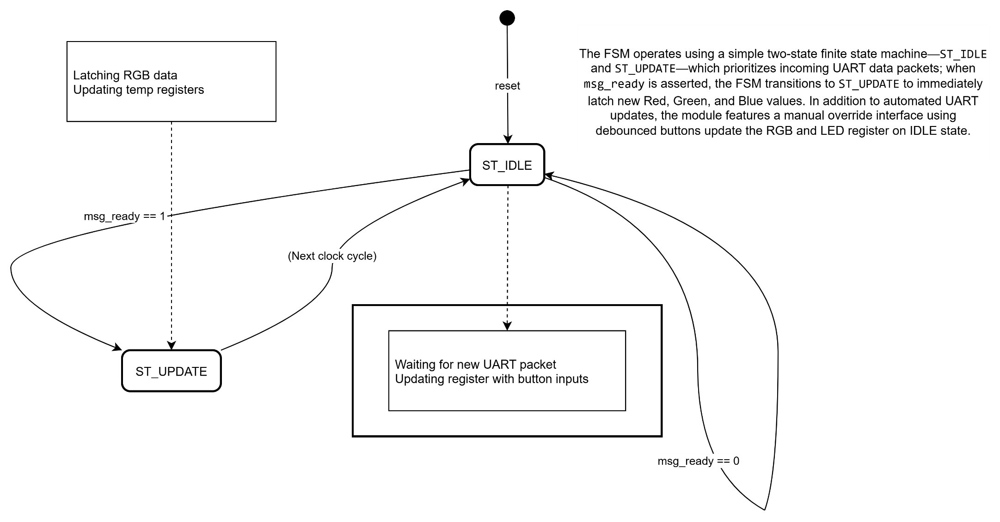 Latching RGB data
Updating temp registers
reset
The FSM operates using a simple two-state finite state machine—ST_IDLE
and ST_UPDATE—which prioritizes incoming UART data packets; when
msg_ready is asserted, the FSM transitions to ST_UPDATE to immediately
latch new Red, Green, and Blue values. In addition to automated UART
updates, the module features a manual override interface using
debounced buttons update the RGB and LED register on IDLE state.
ST_IDLE
msg_ready == 1
(Next clock cycle)
ST_UPDATE
Waiting for new UART packet
Updating register with button inputs
msg_ready == 0